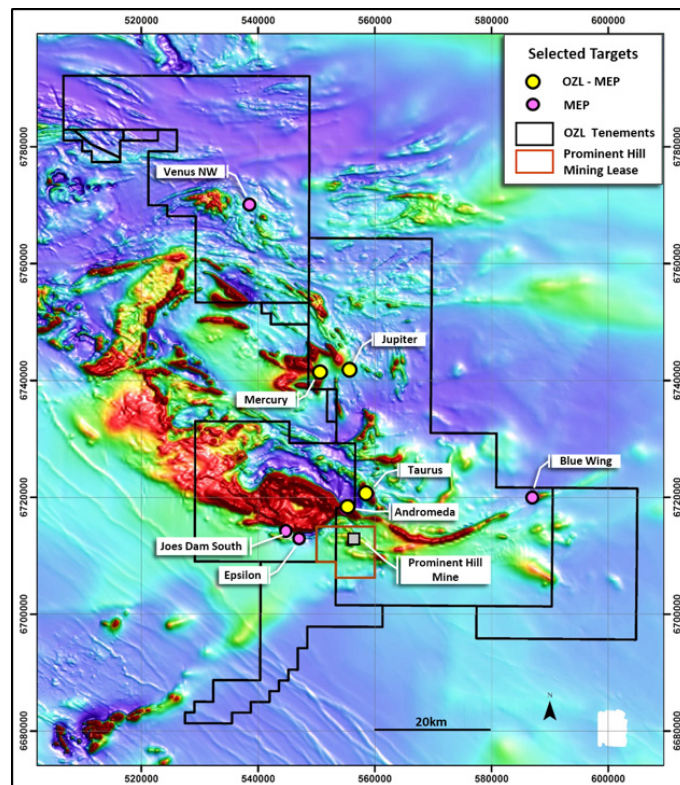 520000 540000 560000 580000 600000
Selected Targets
OZL - MEP
MEP
OZL Tenements
Prominent Hill
Mining Lease
6780000
6760000
6740000
6720000
6700000
6680000
6780000
6760000
6740000
6720000
6700000
6680000
Venus NW
Jupiter
Mercury
Taurus
Blue Wing
Andromeda
Joes Dam South
Epsilon
Prominent Hill
Mine
N
20km
520000 540000 560000 580000 600000